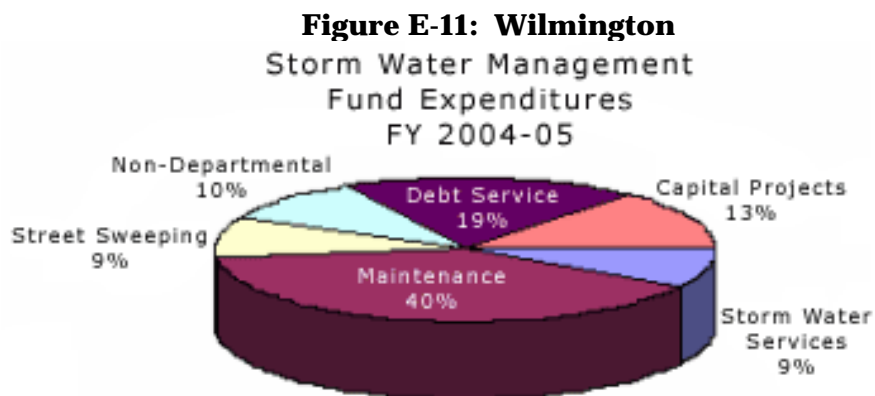 Figure E-11: Wilmington
Storm Water Management
Fund Expenditures
FY 2004-05
Non-Departmental
10%
Debt Service
19%
Capital Projects
13%
Street Sweeping
9%
Maintenance
40%
Storm Water
Services
9%